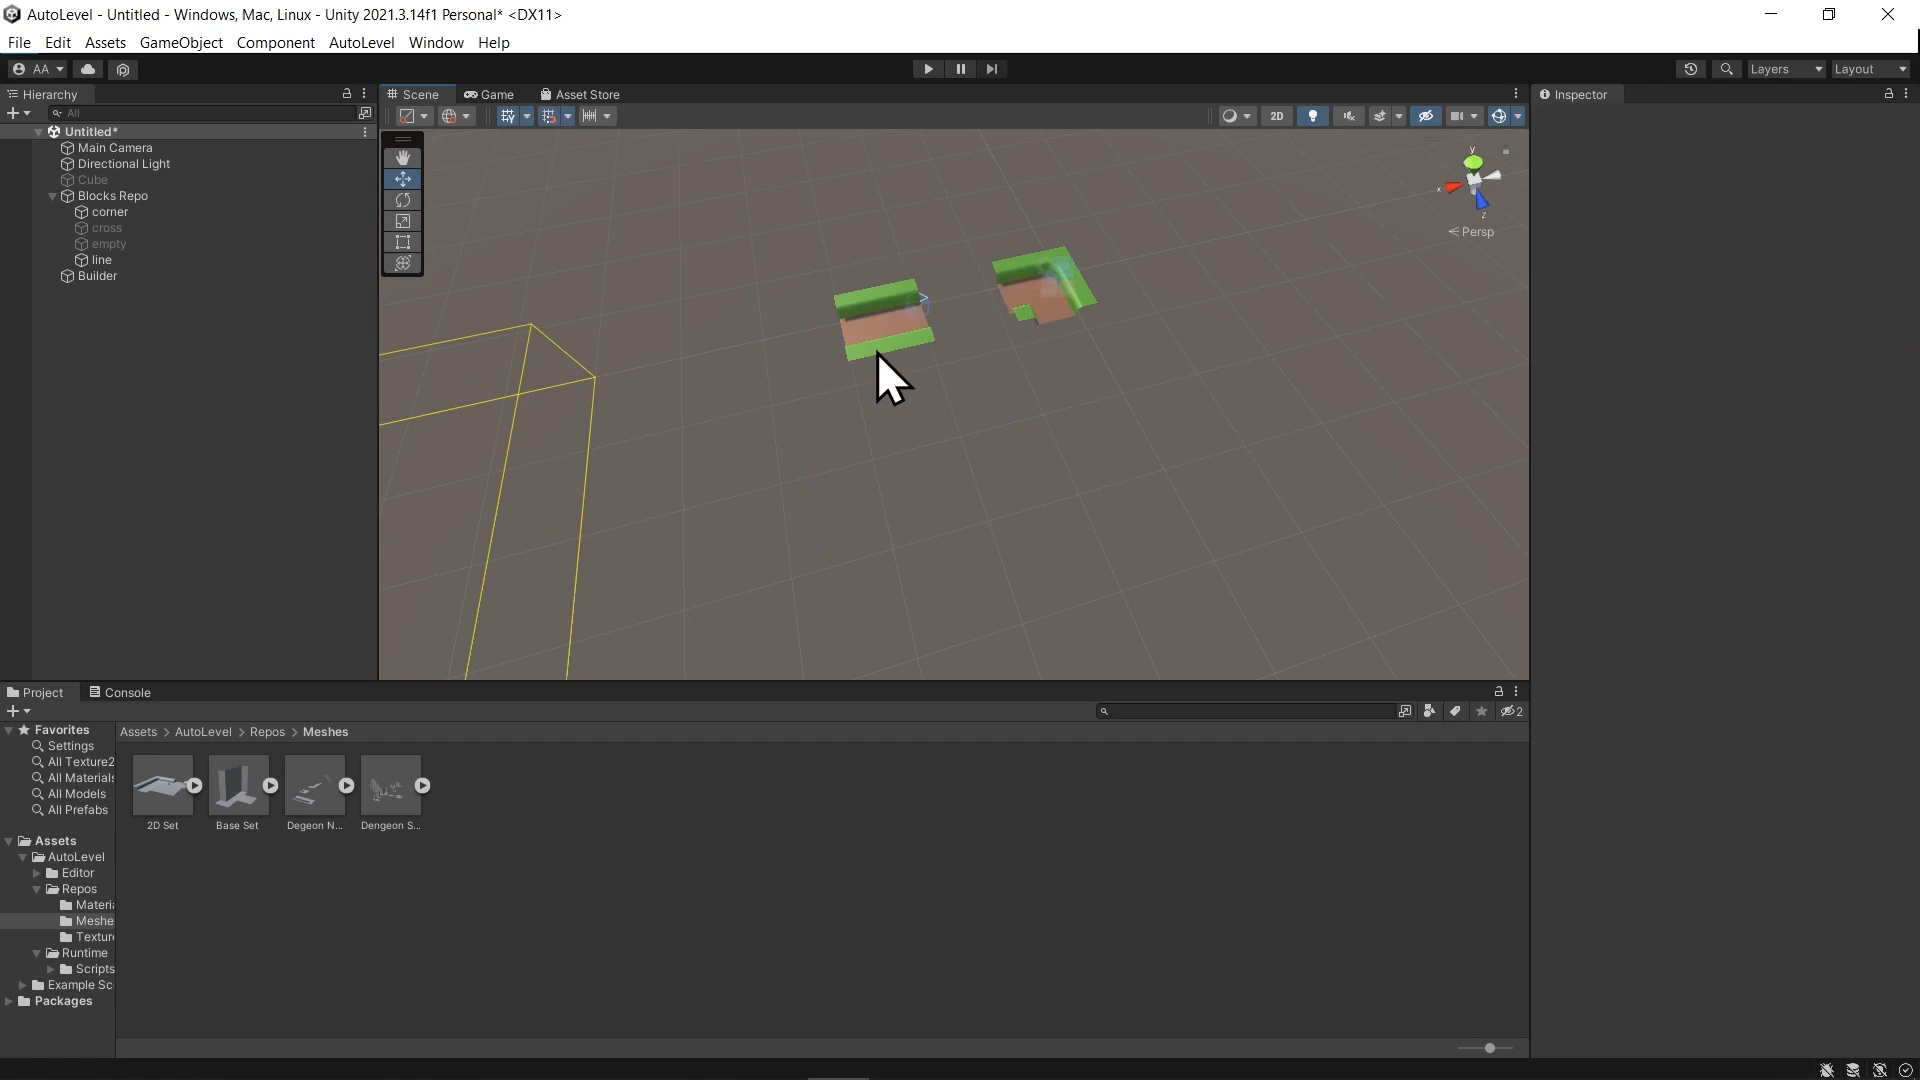 AutoLevel - Untitled - Windows, Mac, Linux - Unity 2021.3.14f1 Personal* <DX11>
File Edit Assets GameObject Component AutoLevel Window Help
AA
Layers Layout
Hierarchy
All
Untitled*
Main Camera
Directional Light
Cube
Blocks Repo
corner
cross
empty
line
Builder
Scene Game Asset Store
2D
y
x
z
Persp
Inspector
Project Console
2
Favorites
Settings
All Texture2
All Materials
All Models
All Prefabs
Assets
AutoLevel
Editor
Repos
Materi
Meshe
Textur
Runtime
Scripts
Example Sc
Packages
Assets > AutoLevel > Repos > Meshes
2D Set Base Set Degeon N... Dengeon S...